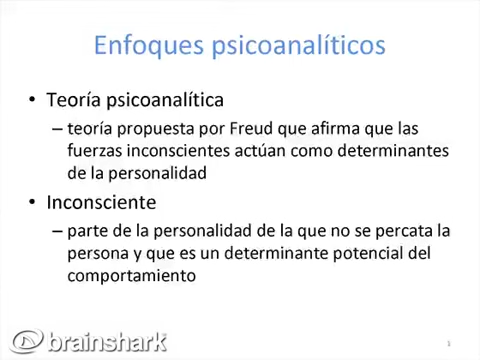 Enfoques psicoanalíticos
• Teoría psicoanalítica
– teoría propuesta por Freud que afirma que las
fuerzas inconscientes actúan como determinantes
de la personalidad
• Inconsciente
– parte de la personalidad de la que no se percata la
persona y que es un determinante potencial del
comportamiento
brainshark